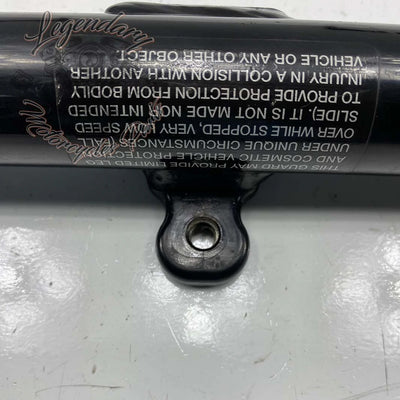 THIS GUARD MAY PROVIDE LIMITED LEG
AND COSMETIC VEHICLE PROTECTION
UNDER UNIQUE CIRCUMSTANCES (FALL
OVER WHILE STOPPED, VERY LOW SPEED
SLIDE). IT IS NOT MADE NOR INTENDED
TO PROVIDE PROTECTION FROM BODILY
INJURY IN A COLLISION WITH ANOTHER
VEHICLE OR ANY OTHER OBJECT.
Legendary
Motorcycles